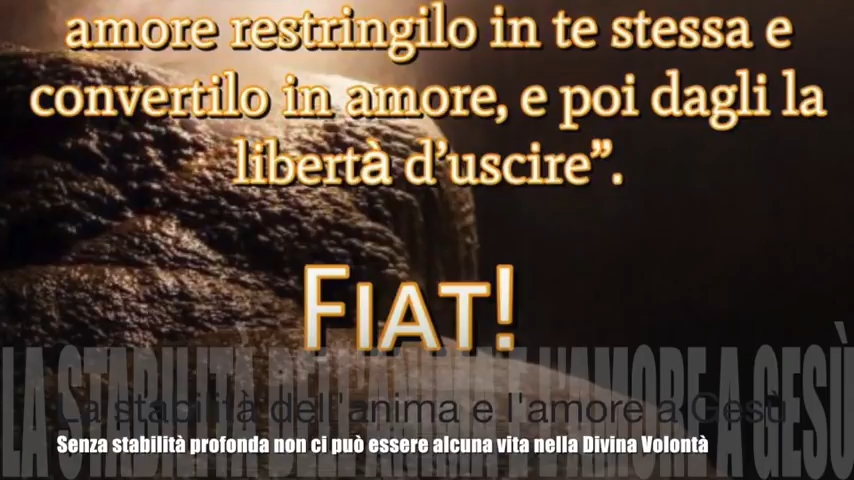 amore restringilo in te stessa e
convertilo in amore, e poi dagli la
libertà d'uscire”.
FIAT!
LA STABILITÀ DELL'ANIMA E L'AMORE A GESÙ
La stabilità dell'anima e l'amore a Gesù
Senza stabilità profonda non ci può essere alcuna vita nella Divina Volontà